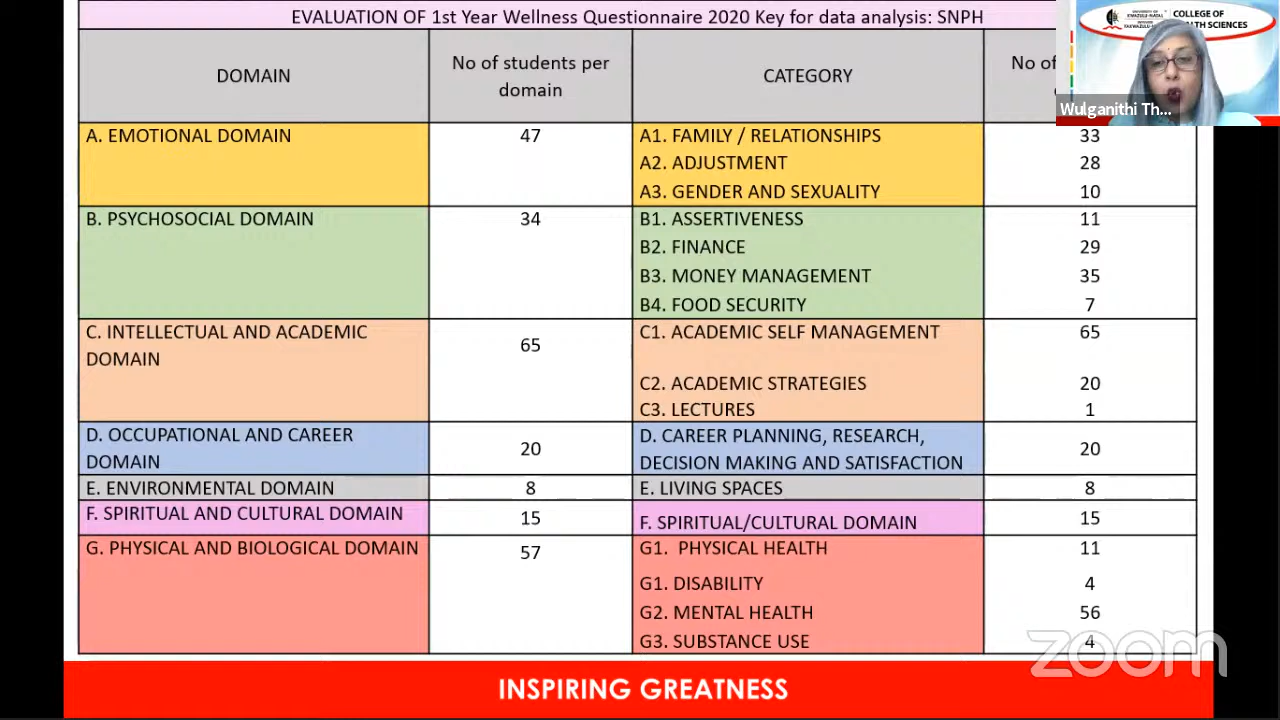 EVALUATION OF 1st Year Wellness Questionnaire 2020 Key for data analysis: SNPH
COLLEGE OF
SCIENCES
Wulganithi Th...
DOMAIN
No of students per
domain
CATEGORY
No of
A. EMOTIONAL DOMAIN
47
A1. FAMILY / RELATIONSHIPS
33
A2. ADJUSTMENT
28
A3. GENDER AND SEXUALITY
10
B. PSYCHOSOCIAL DOMAIN
34
B1. ASSERTIVENESS
11
B2. FINANCE
29
B3. MONEY MANAGEMENT
35
B4. FOOD SECURITY
7
C. INTELLECTUAL AND ACADEMIC
DOMAIN
65
C1. ACADEMIC SELF MANAGEMENT
65
C2. ACADEMIC STRATEGIES
20
C3. LECTURES
1
D. OCCUPATIONAL AND CAREER
DOMAIN
20
D. CAREER PLANNING, RESEARCH,
DECISION MAKING AND SATISFACTION
20
E. ENVIRONMENTAL DOMAIN
8
E. LIVING SPACES
8
F. SPIRITUAL AND CULTURAL DOMAIN
15
F. SPIRITUAL/CULTURAL DOMAIN
15
G. PHYSICAL AND BIOLOGICAL DOMAIN
57
G1. PHYSICAL HEALTH
11
G1. DISABILITY
4
G2. MENTAL HEALTH
56
G3. SUBSTANCE USE
4
zoom
INSPIRING GREATNESS